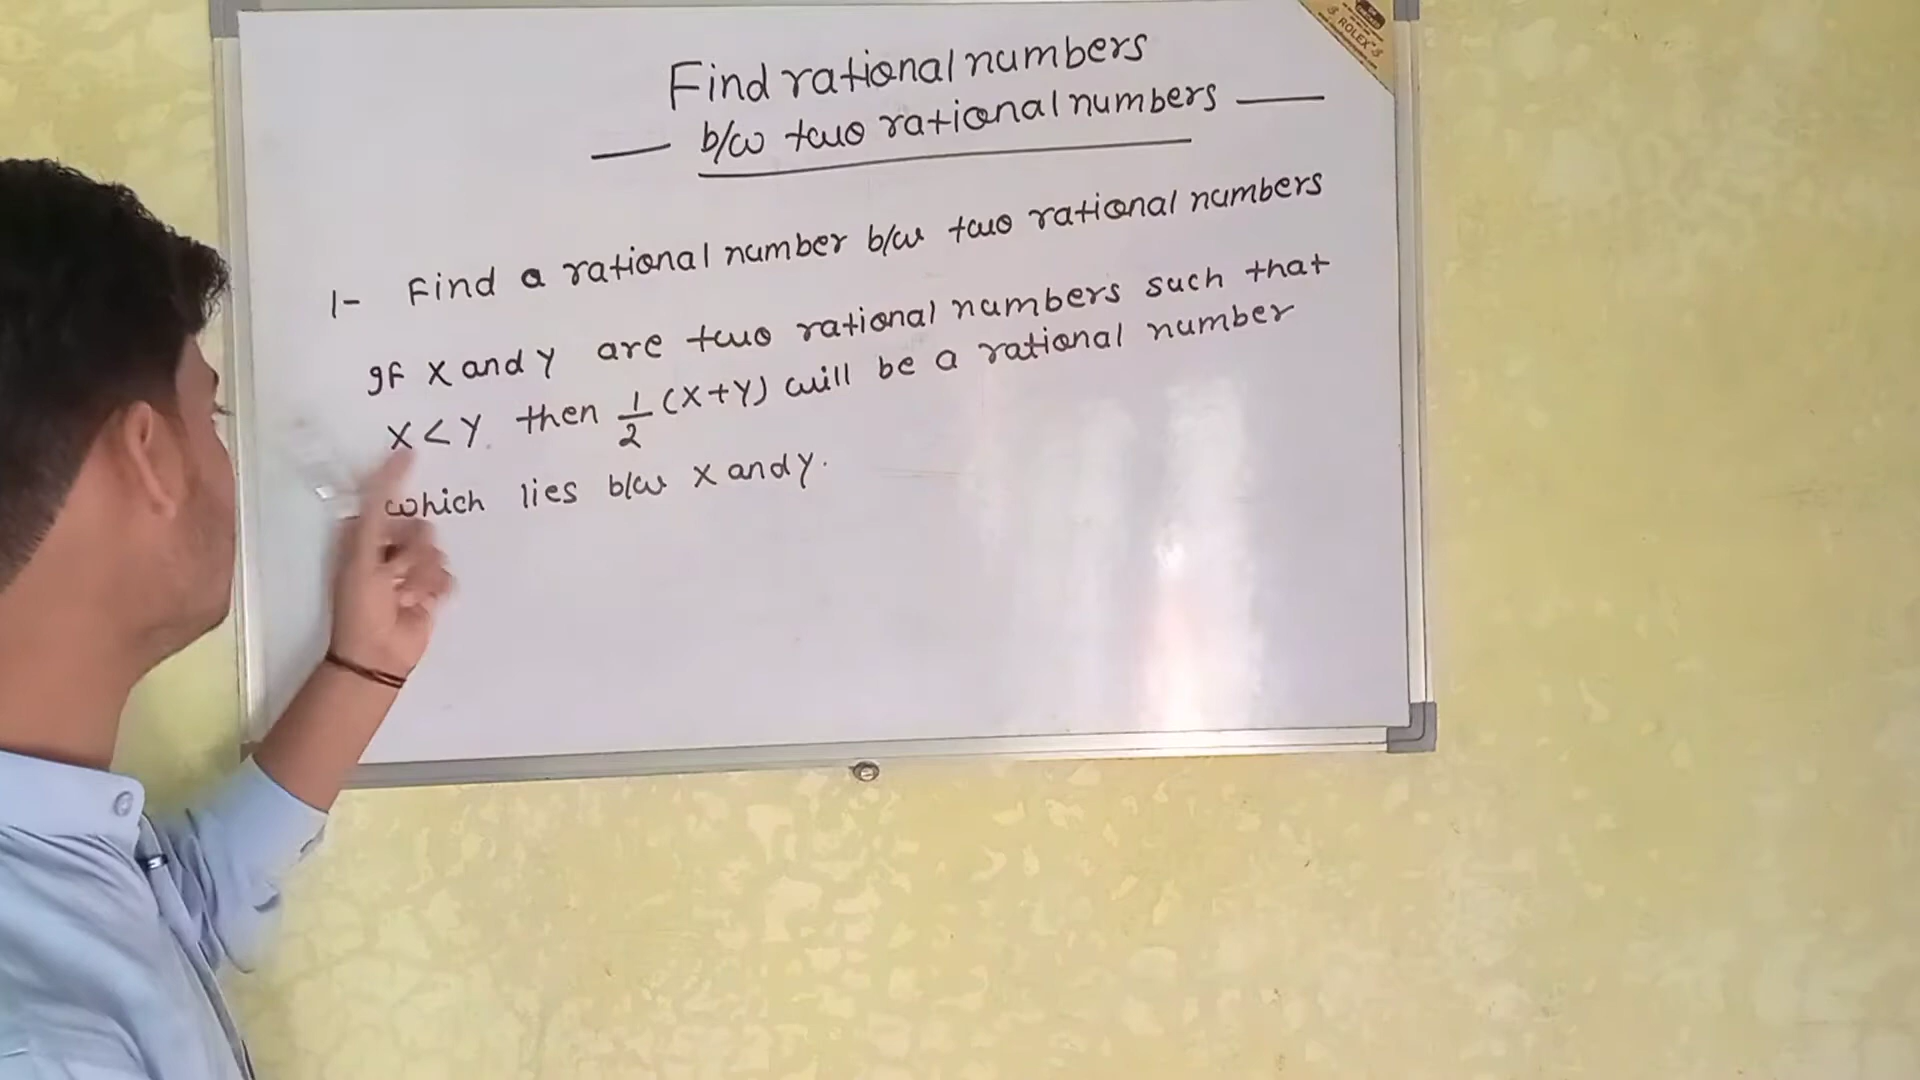 ROLEX
Find rational numbers
b/w two rational numbers
1- Find a rational number b/w two rational numbers
If X and Y are two rational numbers such that
X < Y then 1/2 (X+Y) will be a rational number
which lies b/w X and Y.